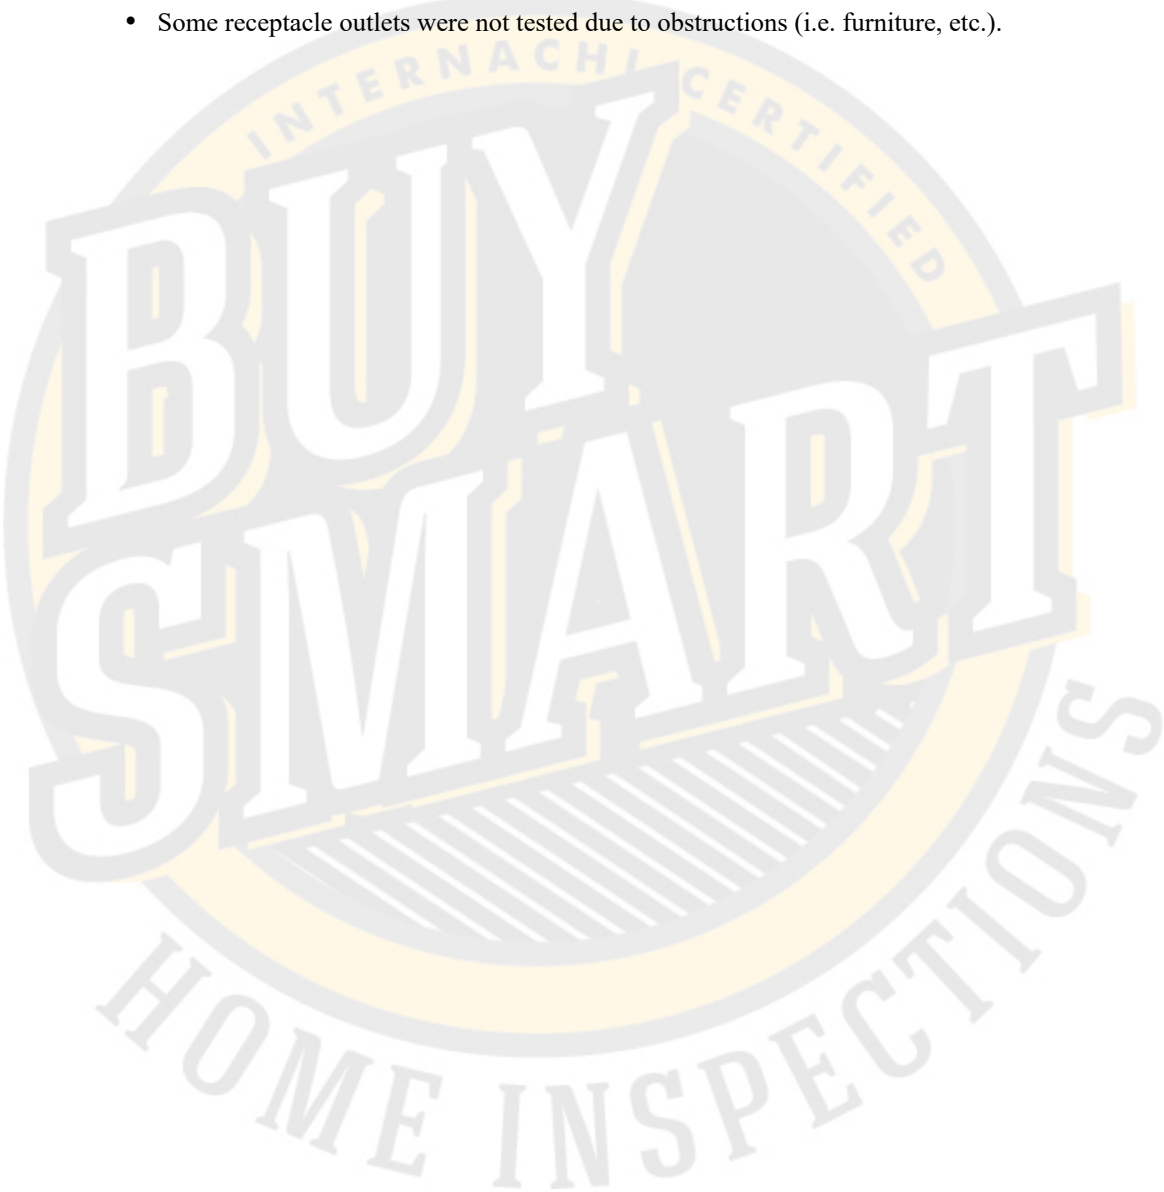 • Some receptacle outlets were not tested due to obstructions (i.e. furniture, etc.).
INTERNACHI CERTIFIED
BUY
SMART
HOME INSPECTIONS